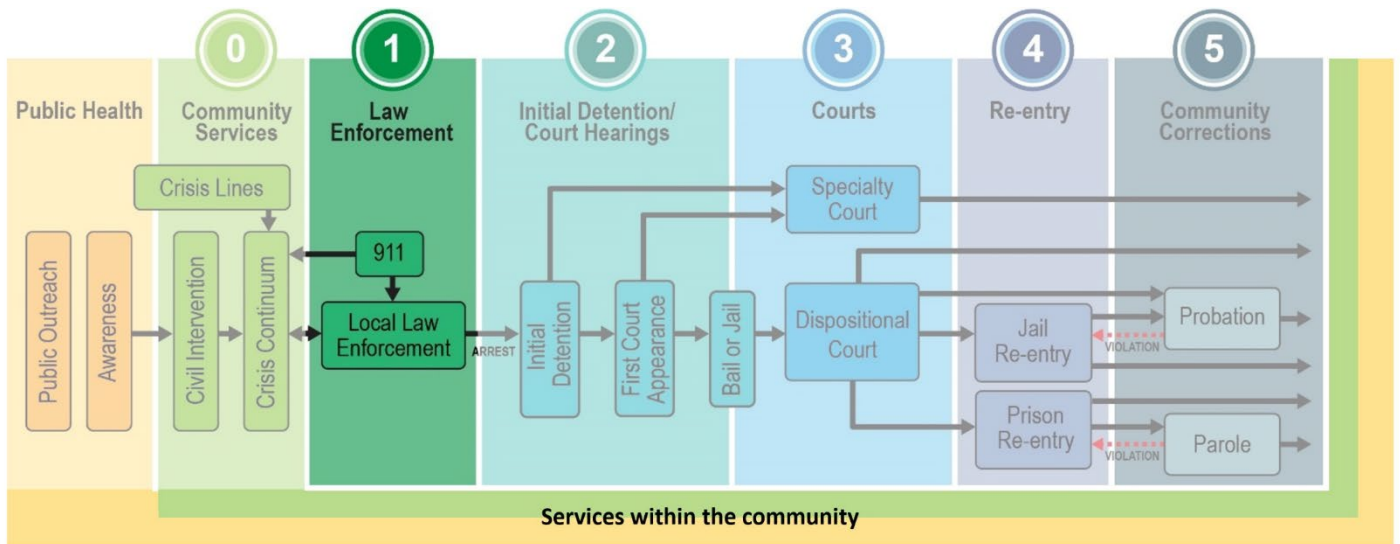 0
1
2
3
4
5
Public Health
Community
Services
Law
Enforcement
Initial Detention/
Court Hearings
Courts
Re-entry
Community
Corrections
Crisis Lines
Public Outreach
Awareness
Civil Intervention
Crisis Continuum
911
Local Law
Enforcement
ARREST
Initial
Detention
First Court
Appearance
Bail or Jail
Specialty
Court
Dispositional
Court
Jail
Re-entry
Prison
Re-entry
VIOLATION
Probation
VIOLATION
Parole
Services within the community